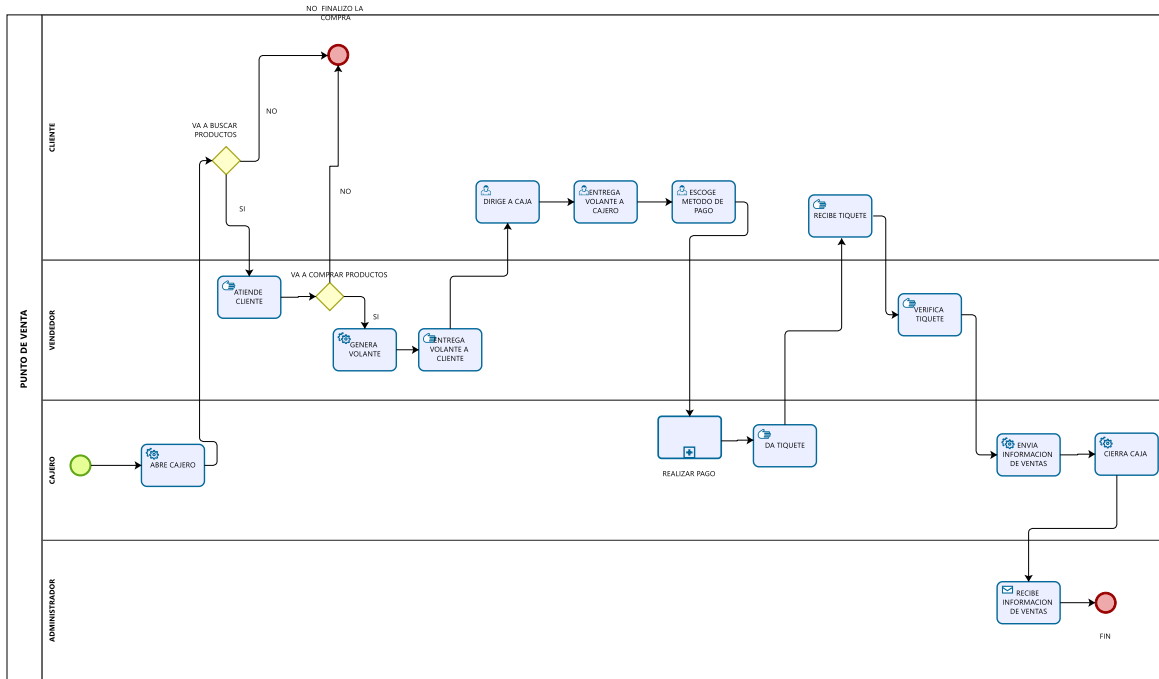 NO FINALIZO LA
COMPRA
PUNTO DE VENTA
CLIENTE
NO
VA A BUSCAR
PRODUCTOS
SI
NO
DIRIGE A CAJA
ENTREGA
VOLANTE A
CAJERO
ESCOGE
METODO DE
PAGO
RECIBE TIQUETE
VENDEDOR
ATIENDE
CLIENTE
VA A COMPRAR PRODUCTOS
SI
GENERA
VOLANTE
ENTREGA
VOLANTE A
CLIENTE
VERIFICA
TIQUETE
CAJERO
ABRE CAJERO
REALIZAR PAGO
DA TIQUETE
ENVIA
INFORMACION
DE VENTAS
CIERRA CAJA
ADMINISTRADOR
RECIBE
INFORMACION
DE VENTAS
FIN